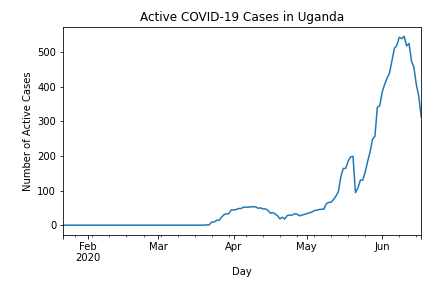 Active COVID-19 Cases in Uganda
Number of Active Cases
500
400
300
200
100
0
Feb
2020
Mar
Apr
May
Jun
Day